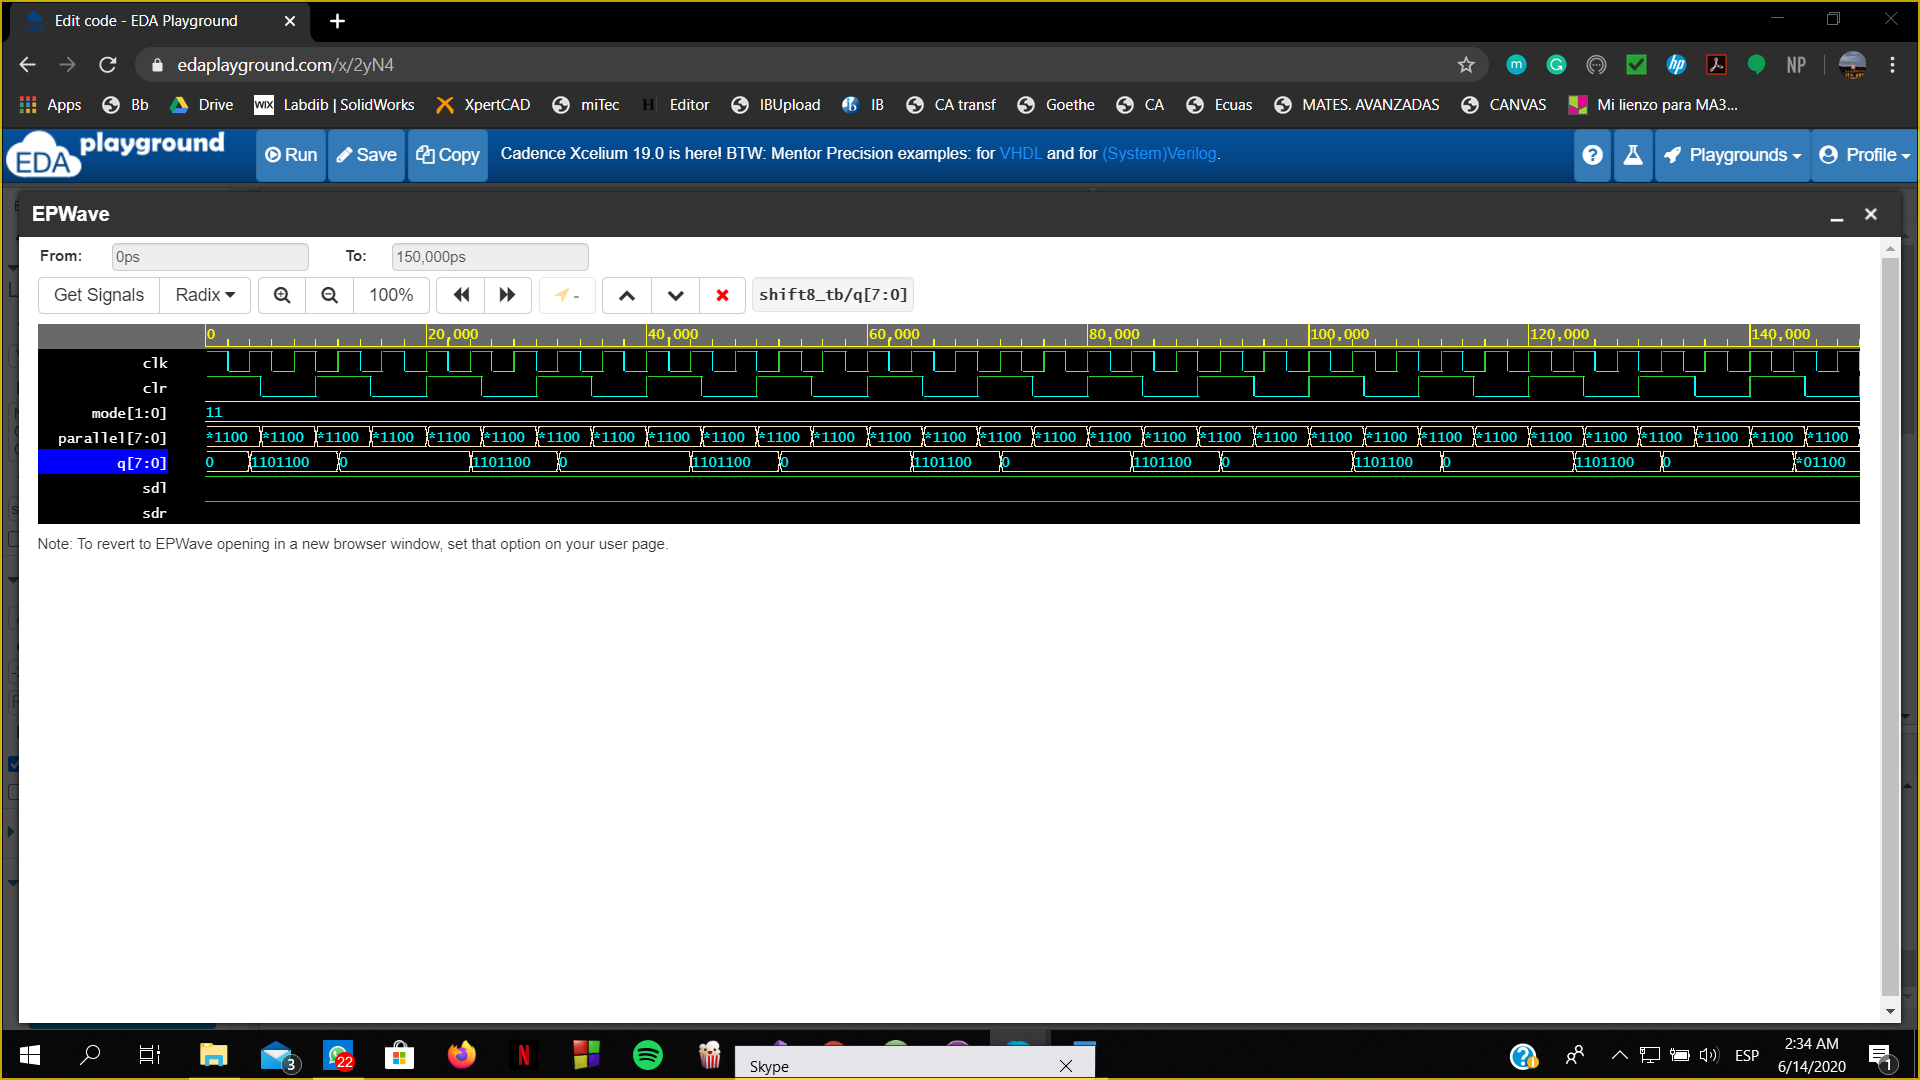 Edit code - EDA Playground
edaplayground.com/x/2yN4
NP
Apps Bb Drive WIX Labdib | SolidWorks XpertCAD miTec H Editor IBUpload IB CA transf Goethe CA Ecuas MATES. AVANZADAS CANVAS Mi lienzo para MA3...
EDA playground Run Save Copy Cadence Xcelium 19.0 is here! BTW: Mentor Precision examples: for VHDL and for (System)Verilog. ? Playgrounds Profile
EPWave
From: 0ps To: 150,000ps
Get Signals Radix 100% - shift8_tb/q[7:0]
0 20,000 40,000 60,000 80,000 100,000 120,000 140,000
clk
clr
mode[1:0] 11
parallel[7:0] *1100 *1100 *1100 *1100 *1100 *1100 *1100 *1100 *1100 *1100 *1100 *1100 *1100 *1100 *1100 *1100 *1100 *1100 *1100 *1100 *1100 *1100 *1100 *1100 *1100 *1100 *1100 *1100 *1100 *1100
q[7:0] 0 1101100 0 1101100 0 1101100 0 1101100 0 1101100 0 1101100 0 1101100 0 *01100
sdl
sdr
Note: To revert to EPWave opening in a new browser window, set that option on your user page.
3 22 N Skype ESP 2:34 AM
6/14/2020 1